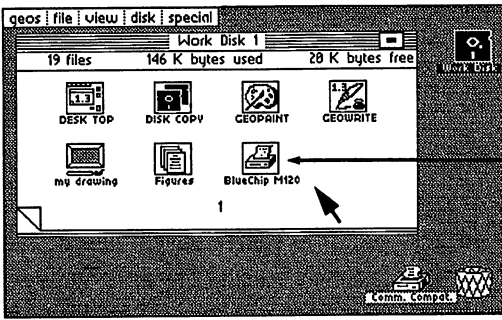 geos file view disk special
Work Disk 1
19 files 146 K bytes used 20 K bytes free
Work Disk
1.3 1.3
DESK TOP DISK COPY GEOPAINT GEOWRITE
my drawing Figures BlueChip M120
1
Comm. Compat.